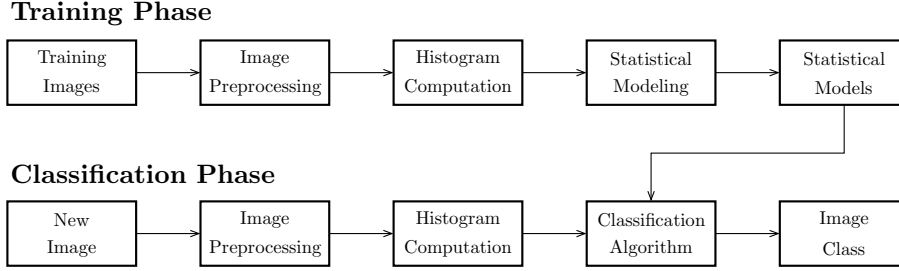 Training Phase
Training
Images
Image
Preprocessing
Histogram
Computation
Statistical
Modeling
Statistical
Models
Classification Phase
New
Image
Image
Preprocessing
Histogram
Computation
Classification
Algorithm
Image
Class